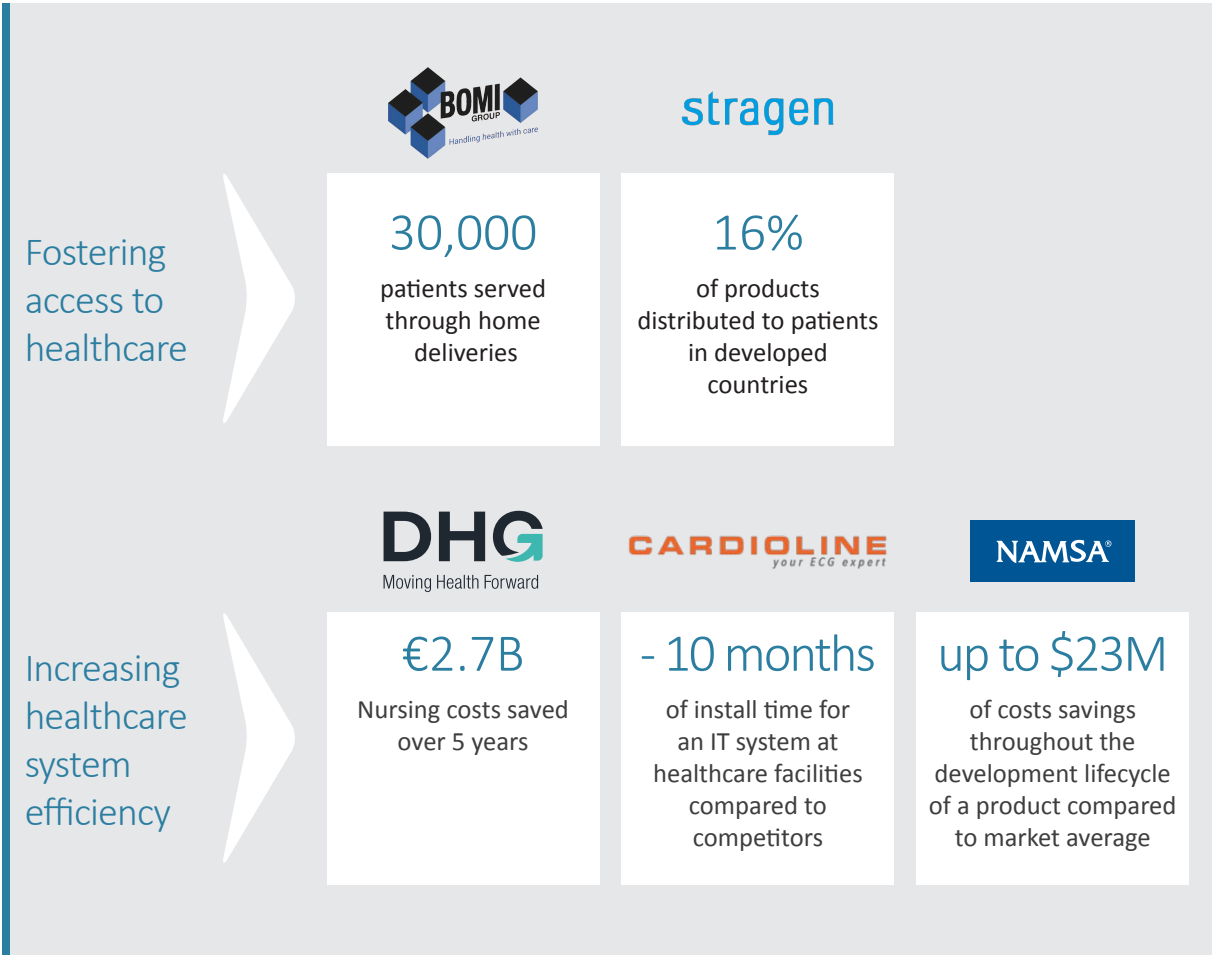 BOMI
GROUP
Handling health with care
stragen
Fostering
access to
healthcare
30,000
patients served
through home
deliveries
16%
of products
distributed to patients
in developed
countries
DHG
Moving Health Forward
CARDIOLINE
your ECG expert
NAMSA®
Increasing
healthcare
system
efficiency
€2.7B
Nursing costs saved
over 5 years
- 10 months
of install time for
an IT system at
healthcare facilities
compared to
competitors
up to $23M
of costs savings
throughout the
development lifecycle
of a product compared
to market average